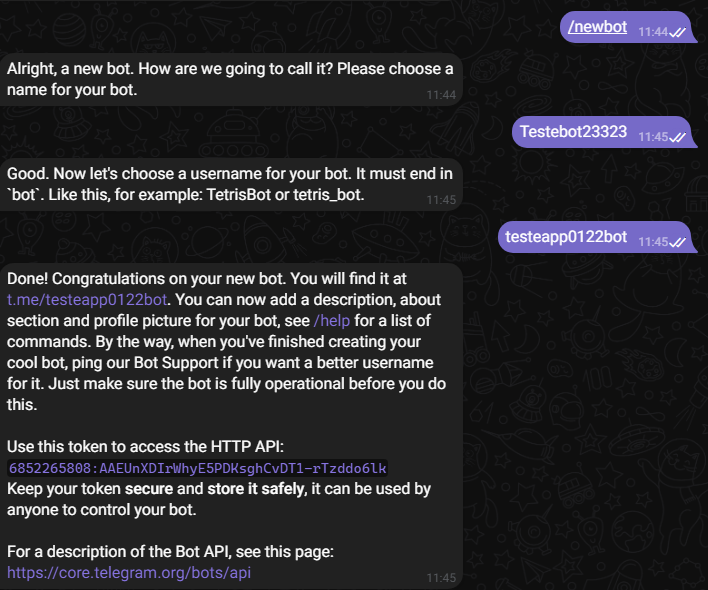 /newbot 11:44
Alright, a new bot. How are we going to call it? Please choose a
name for your bot.
11:44
Testebot23323 11:45
Good. Now let's choose a username for your bot. It must end in
`bot`. Like this, for example: TetrisBot or tetris_bot.
11:45
testeapp0122bot 11:45
Done! Congratulations on your new bot. You will find it at
t.me/testeapp0122bot. You can now add a description, about
section and profile picture for your bot, see /help for a list of
commands. By the way, when you've finished creating your
cool bot, ping our Bot Support if you want a better username
for it. Just make sure the bot is fully operational before you do
this.
Use this token to access the HTTP API:
6852265808:AAEUnXDIrWhyE5PDKsghCvDT1-rTzddo6lk
Keep your token secure and store it safely, it can be used by
anyone to control your bot.
For a description of the Bot API, see this page:
https://core.telegram.org/bots/api
11:45